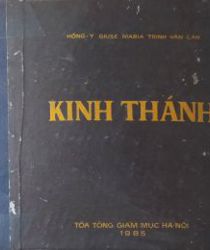 HỒNG-Y GIUSE MARIA TRỊNH VĂN CĂN
KINH THÁNH
TÒA TỔNG GIÁM MỤC HÀ-NỘI
1985